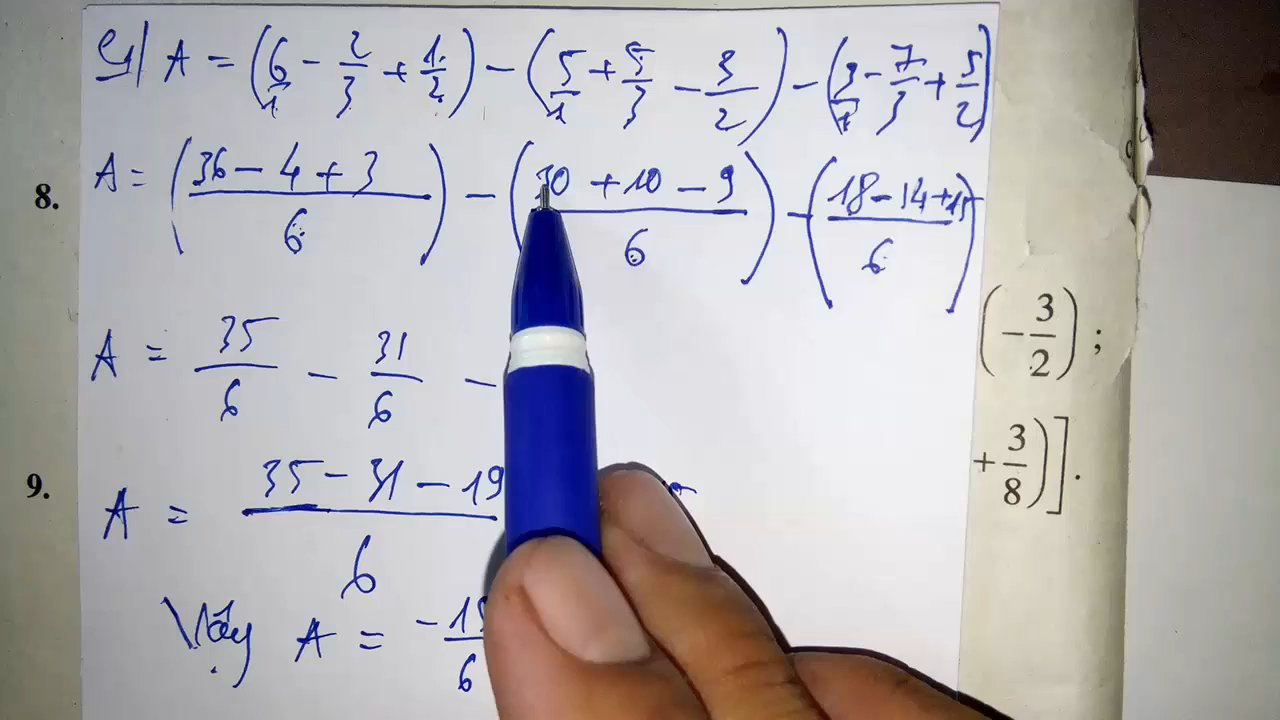 G/ A = (6/1 - 2/3 + 1/2) - (5/1 + 5/3 - 3/2) - (3/1 - 7/3 + 5/2)
8.
A = (36 - 4 + 3 / 6) - (30 + 10 - 9 / 6) - (18 - 14 + 15 / 6)
(- 3/2) ;
A = 35/6 - 31/6 -
9.
+ 3/8)].
A = 35 - 31 - 19 / 6
Vậy A = -15/6